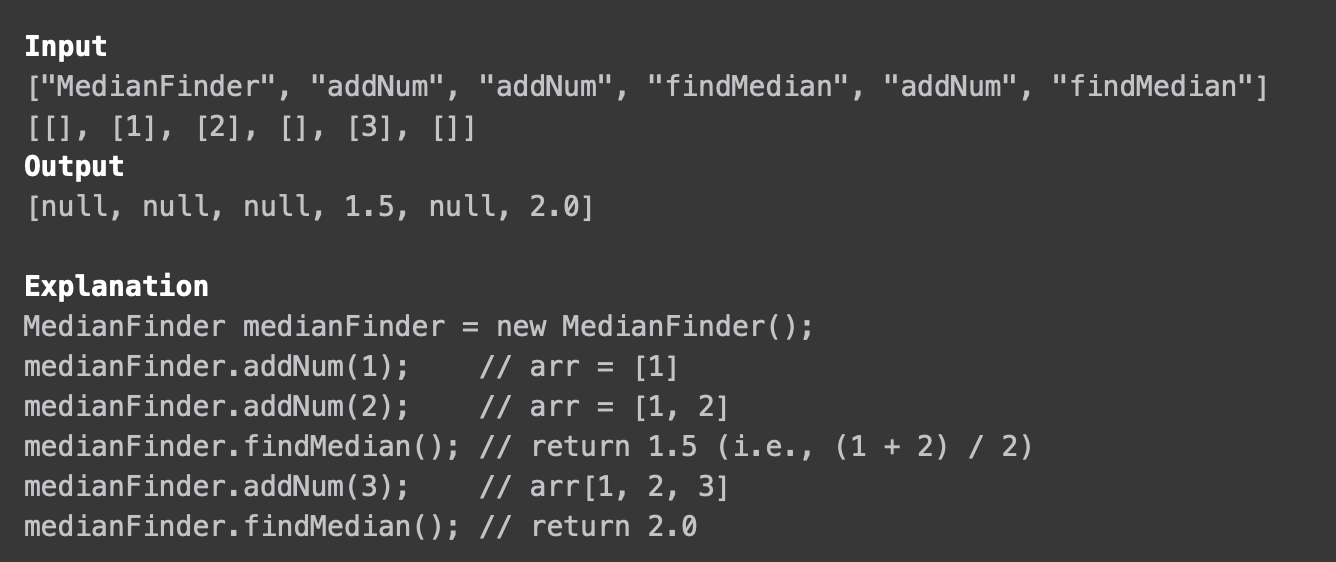 Input
["MedianFinder", "addNum", "addNum", "findMedian", "addNum", "findMedian"]
[[], [1], [2], [], [3], []]
Output
[null, null, null, 1.5, null, 2.0]
Explanation
MedianFinder medianFinder = new MedianFinder();
medianFinder.addNum(1);    // arr = [1]
medianFinder.addNum(2);    // arr = [1, 2]
medianFinder.findMedian(); // return 1.5 (i.e., (1 + 2) / 2)
medianFinder.addNum(3);    // arr[1, 2, 3]
medianFinder.findMedian(); // return 2.0